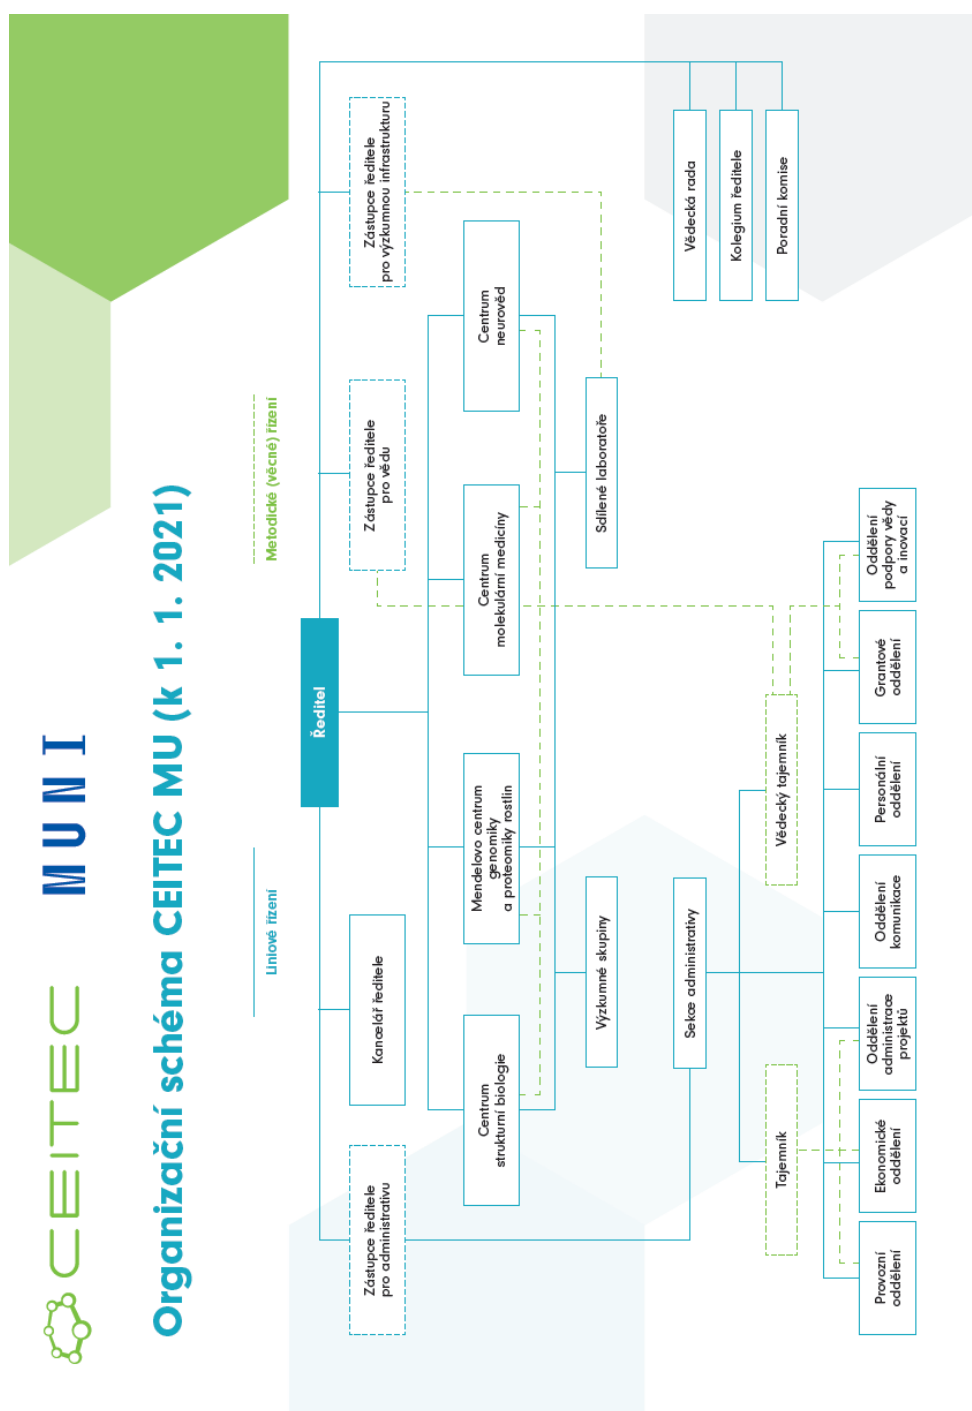 CEITEC
MUNI
Organizační schéma CEITEC MU (k 1. 1. 2021)
Liniové řízení
Metodické (věcné) řízení
Ředitel
Zástupce ředitele
pro administrativu
Kancelář ředitele
Zástupce ředitele
pro vědu
Zástupce ředitele
pro výzkumnou infrastrukturu
Centrum
strukturní biologie
Mendelovo centrum
genomiky
a proteomiky rostlin
Centrum
molekulární medicíny
Centrum
neurověd
Výzkumné skupiny
Sdílené laboratoře
Sekce administrativy
Vědecká rada
Kolegium ředitele
Poradní komise
Tajemník
Vědecký tajemník
Provozní
oddělení
Ekonomické
oddělení
Oddělení
administrace
projektů
Oddělení
komunikace
Personální
oddělení
Grantové
oddělení
Oddělení
podpory vědy
a inovací